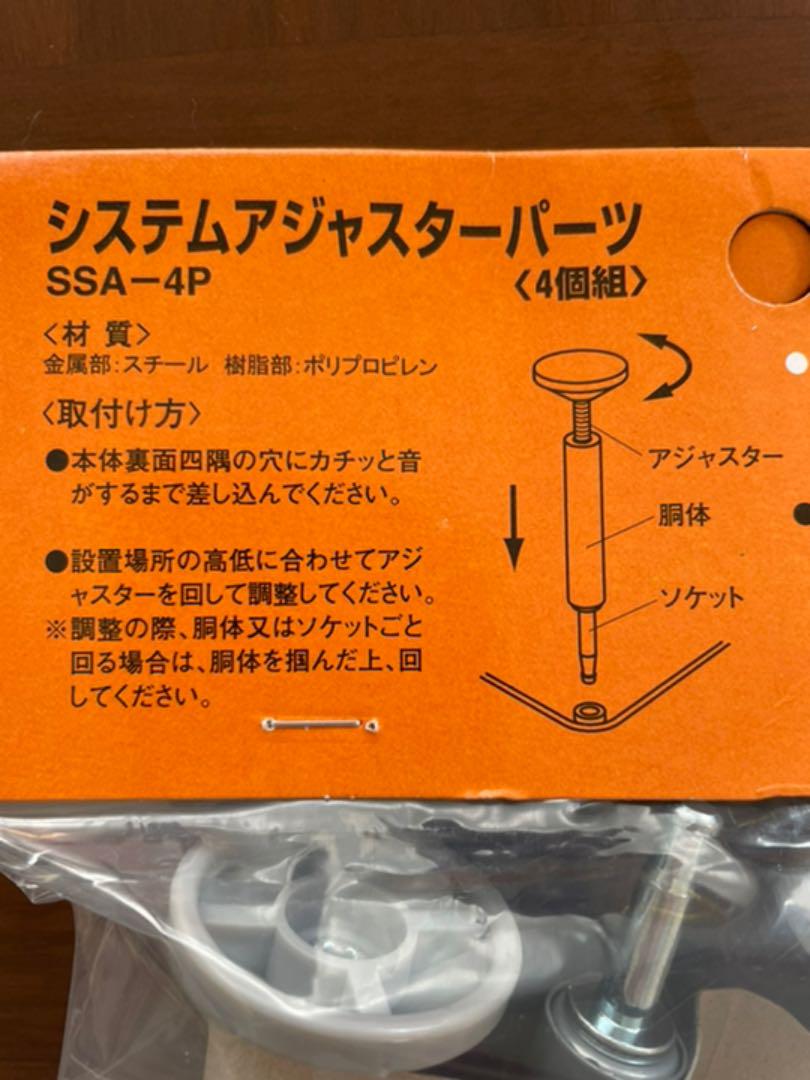 システムアジャスターパーツ
SSA−4P 〈4個組〉
〈材 質〉
金属部:スチール 樹脂部:ポリプロピレン
〈取付け方〉
●本体裏面四隅の穴にカチッと音
がするまで差し込んでください。
●設置場所の高低に合わせてアジ
ャスターを回して調整してください。
※調整の際、胴体又はソケットごと
回る場合は、胴体を掴んだ上、回
してください。
アジャスター
胴体
ソケット